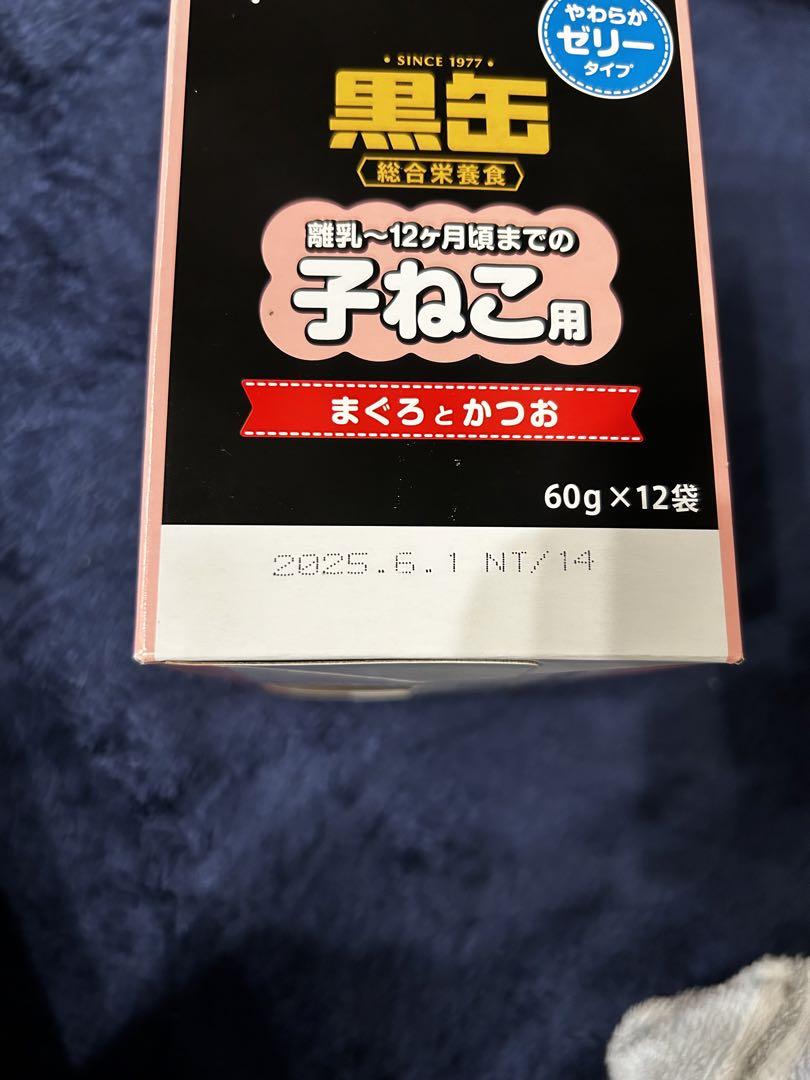 やわらか
ゼリー
タイプ
• SINCE 1977 •
黒缶
総合栄養食
離乳～12ヶ月頃までの
子ねこ用
まぐろとかつお
60g×12袋
2025.6.1 NT/14